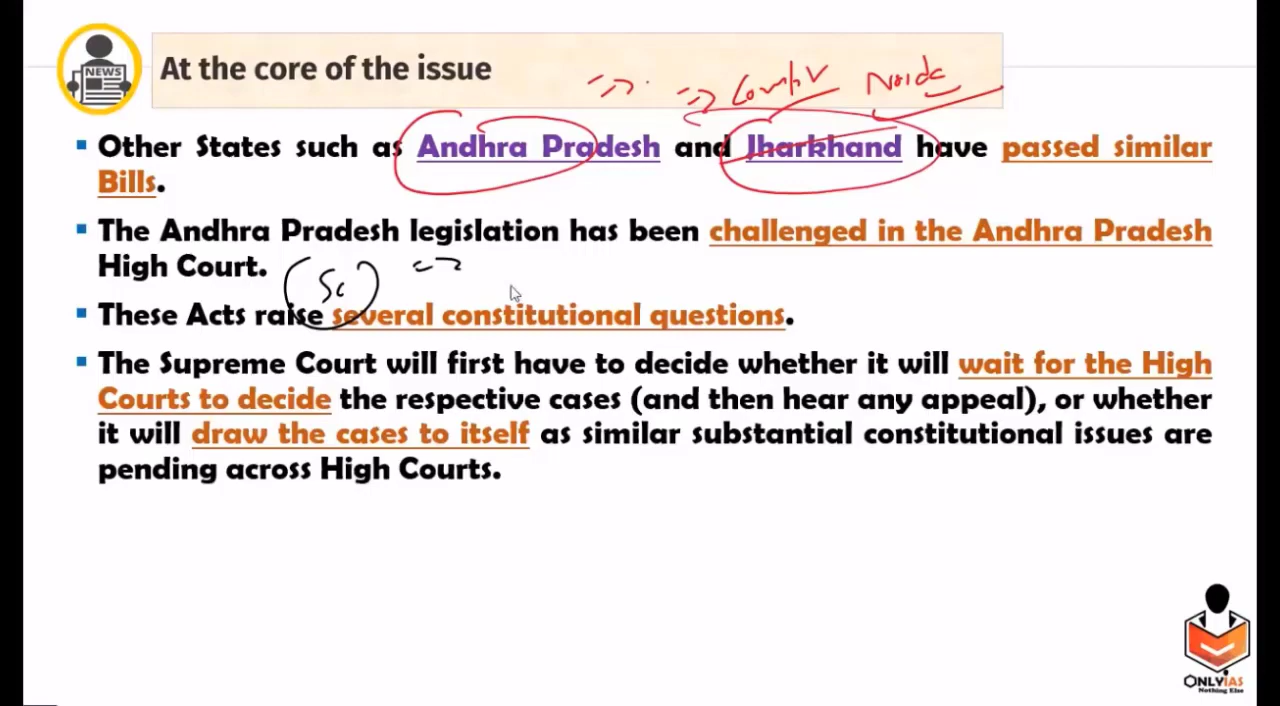 NEWS
At the core of the issue
Other States such as Andhra Pradesh and Jharkhand have passed similar
Bills.
The Andhra Pradesh legislation has been challenged in the Andhra Pradesh
High Court.
Sc
These Acts raise several constitutional questions.
The Supreme Court will first have to decide whether it will wait for the High
Courts to decide the respective cases (and then hear any appeal), or whether
it will draw the cases to itself as similar substantial constitutional issues are
pending across High Courts.
ONLYIAS
Nothing Else